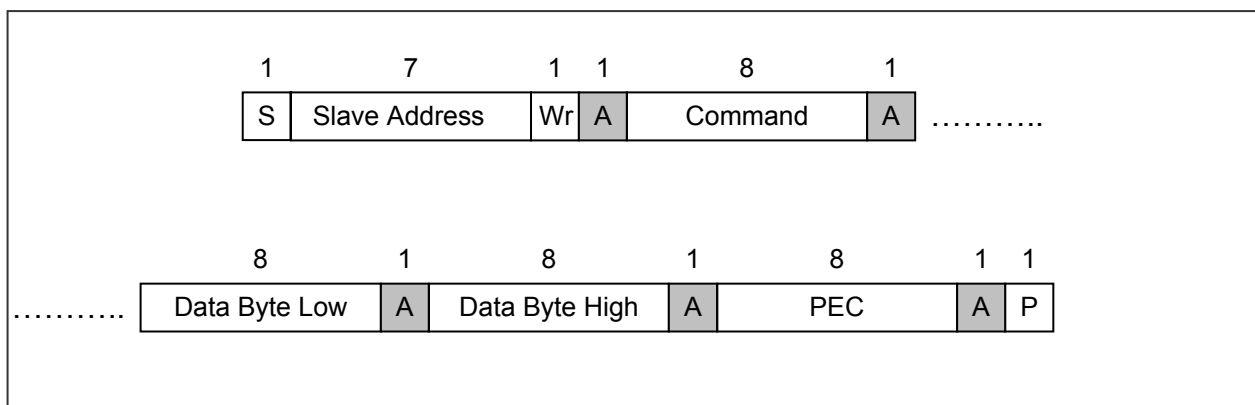 1 7 1 1 8 1
S Slave Address Wr A Command A ………..
8 1 8 1 8 1 1
……….. Data Byte Low A Data Byte High A PEC A P